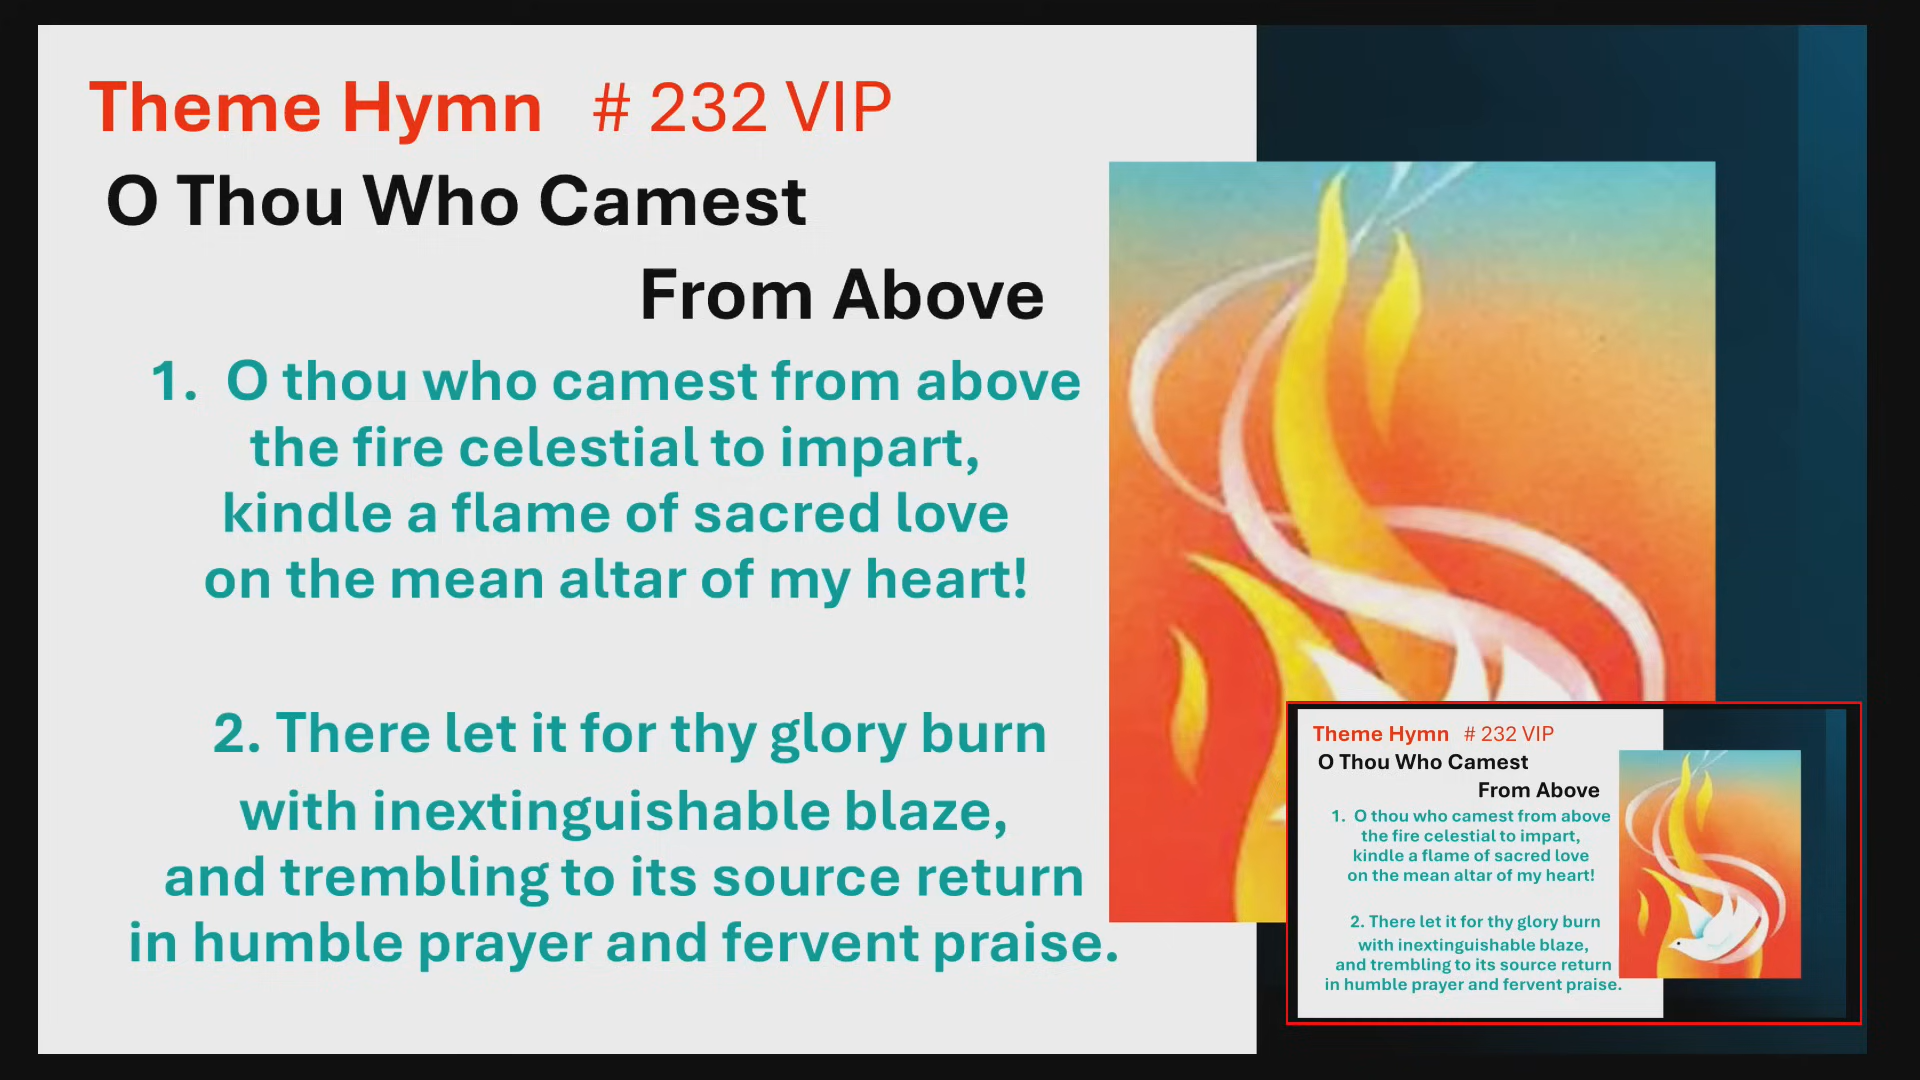 Theme Hymn # 232 VIP
O Thou Who Camest
From Above
1. O thou who camest from above
the fire celestial to impart,
kindle a flame of sacred love
on the mean altar of my heart!
2. There let it for thy glory burn
with inextinguishable blaze,
and trembling to its source return
in humble prayer and fervent praise.
Theme Hymn # 232 VIP
O Thou Who Camest
From Above
1. O thou who camest from above
the fire celestial to impart,
kindle a flame of sacred love
on the mean altar of my heart!
2. There let it for thy glory burn
with inextinguishable blaze,
and trembling to its source return
in humble prayer and fervent praise.